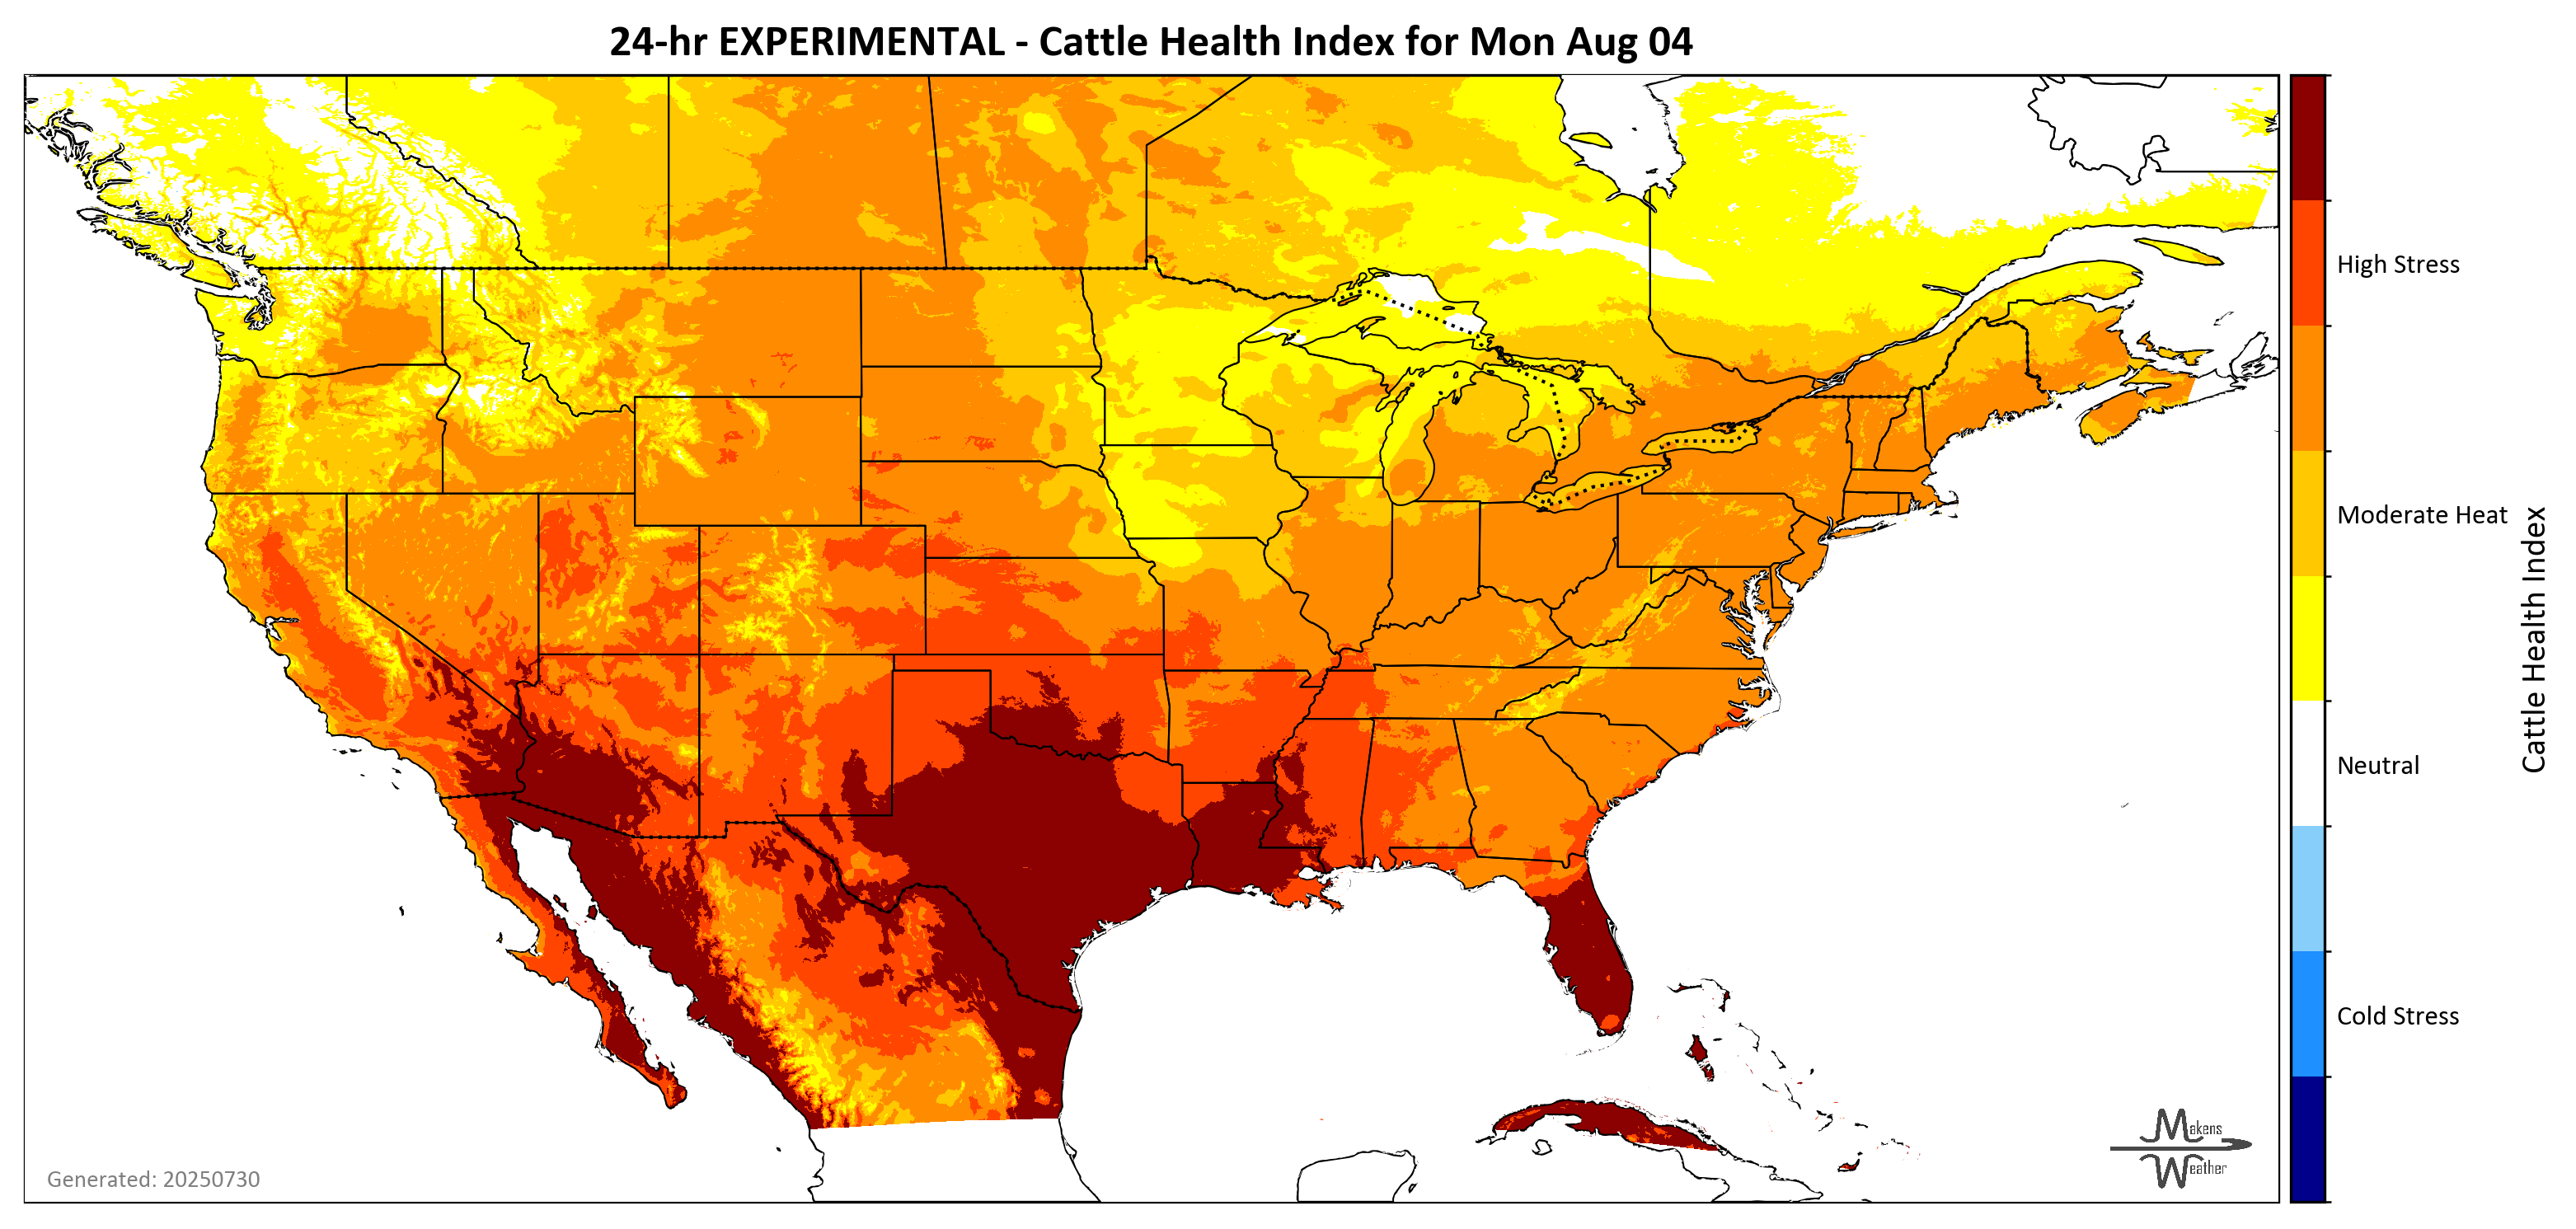 24-hr EXPERIMENTAL - Cattle Health Index for Mon Aug 04
High Stress
Moderate Heat
Neutral
Cold Stress
Cattle Health Index
Generated: 20250730
Makens
Weather